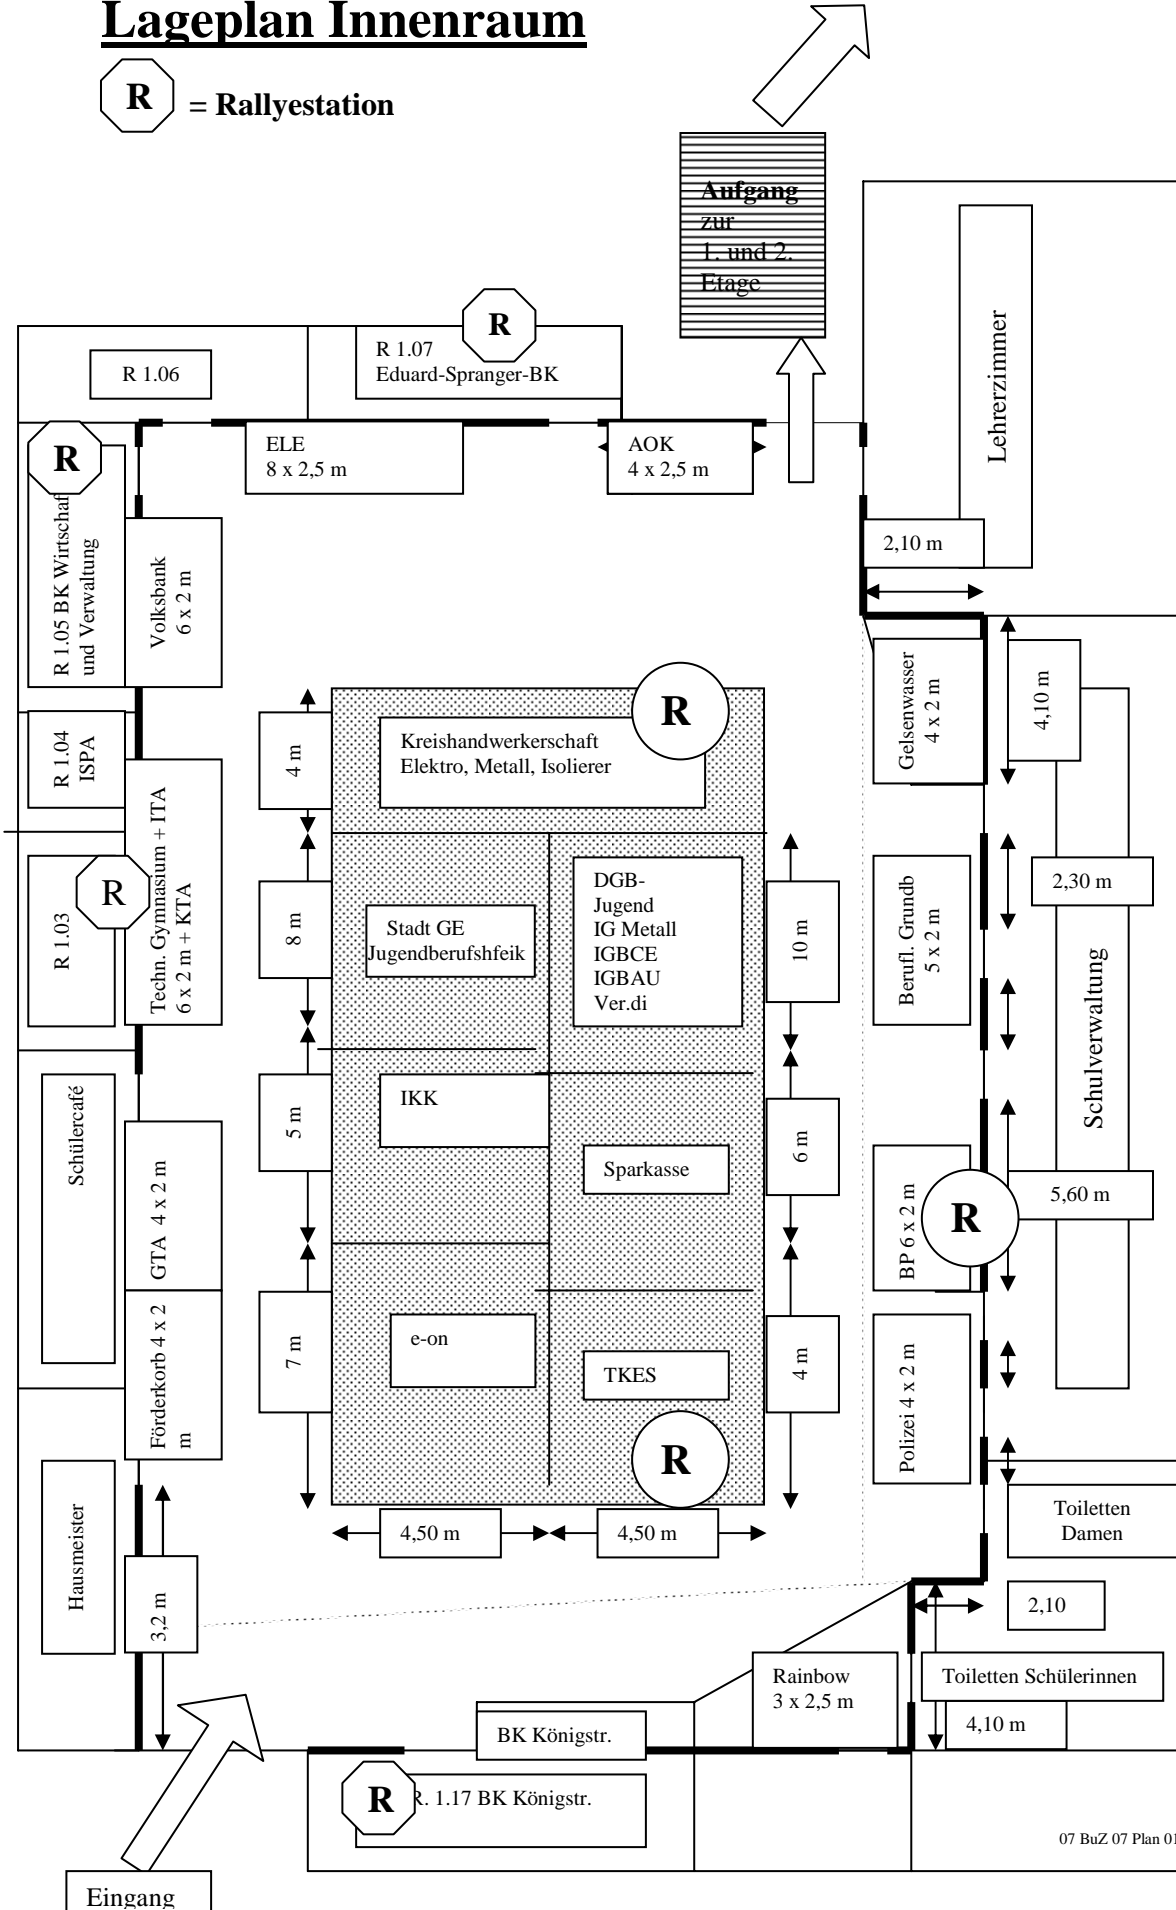 Lageplan Innenraum
R
= Rallyestation
Aufgang
zur
1. und 2.
Etage
Lehrerzimmer
R
R 1.07
Eduard-Spranger-BK
R 1.06
ELE
8 x 2,5 m
AOK
4 x 2,5 m
R
R 1.05 BK Wirtschaf
und Verwaltung
Volksbank
6 x 2 m
2,10 m
Gelsenwasser
4 x 2 m
4,10 m
R 1.04
ISPA
Techn. Gymnasium + ITA
6 x 2 m + KTA
R
R 1.03
4 m
Kreishandwerkerschaft
Elektro, Metall, Isolierer
R
8 m
Stadt GE
Jugendberufshfeik
DGB-
Jugend
IG Metall
IGBCE
IGBAU
Ver.di
10 m
Berufl. Grundb
5 x 2 m
2,30 m
Schulverwaltung
Schülercafé
GTA 4 x 2 m
5 m
IKK
Sparkasse
6 m
BP 6 x 2 m
R
5,60 m
Förderkorb 4 x 2
m
7 m
e-on
TKES
4 m
R
Polizei 4 x 2 m
Hausmeister
3,2 m
4,50 m
4,50 m
Toiletten
Damen
2,10
Rainbow
3 x 2,5 m
Toiletten Schülerinnen
4,10 m
BK Königstr.
R
R. 1.17 BK Königstr.
07 BuZ 07 Plan 01
Eingang